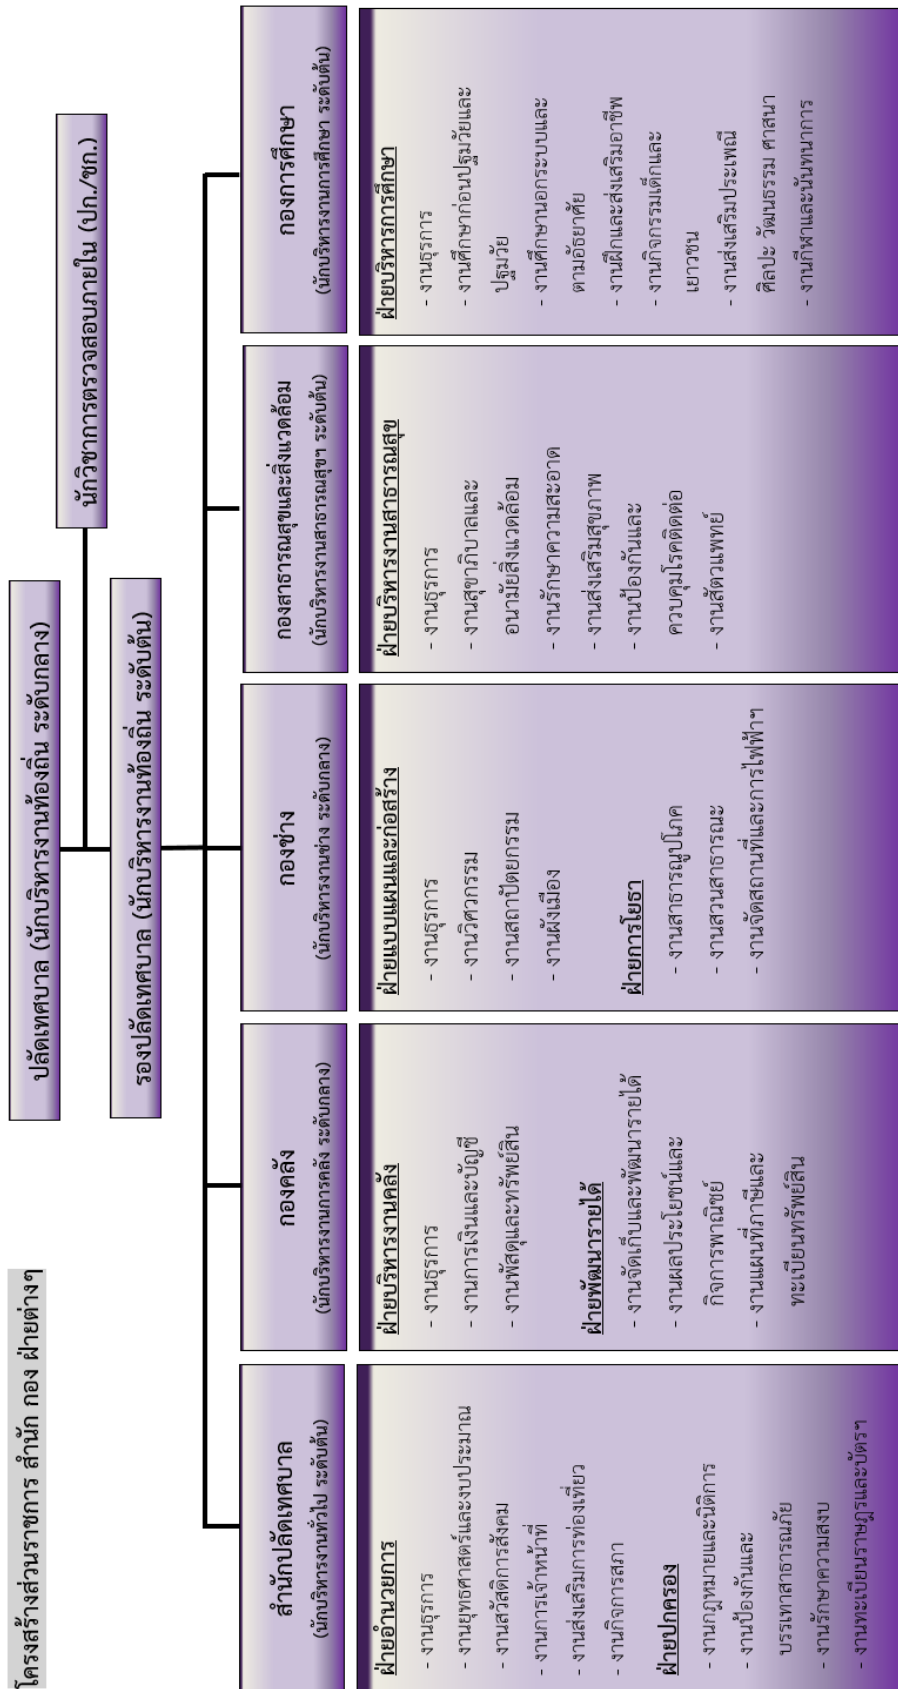 โครงสร้างส่วนราชการ สำนัก กอง ฝ่ายต่างๆ
ปลัดเทศบาล (นักบริหารงานท้องถิ่น ระดับกลาง)
นักวิชาการตรวจสอบภายใน (ปก./ชก.)
รองปลัดเทศบาล (นักบริหารงานท้องถิ่น ระดับต้น)
สำนักปลัดเทศบาล
(นักบริหารงานทั่วไป ระดับต้น)
ฝ่ายอำนวยการ
- งานธุรการ
- งานยุทธศาสตร์และงบประมาณ
- งานสวัสดิการสังคม
- งานการเจ้าหน้าที่
- งานส่งเสริมการท่องเที่ยว
- งานกิจการสภา
ฝ่ายปกครอง
- งานกฎหมายและนิติการ
- งานป้องกันและ
บรรเทาสาธารณภัย
- งานรักษาความสงบ
- งานทะเบียนราษฎรและบัตรฯ
กองคลัง
(นักบริหารงานการคลัง ระดับกลาง)
ฝ่ายบริหารงานคลัง
- งานธุรการ
- งานการเงินและบัญชี
- งานพัสดุและทรัพย์สิน
ฝ่ายพัฒนารายได้
- งานจัดเก็บและพัฒนารายได้
- งานผลประโยชน์และ
กิจการพาณิชย์
- งานแผนที่ภาษีและ
ทะเบียนทรัพย์สิน
กองช่าง
(นักบริหารงานช่าง ระดับกลาง)
ฝ่ายแบบแผนและก่อสร้าง
- งานธุรการ
- งานวิศวกรรม
- งานสถาปัตยกรรม
- งานผังเมือง
ฝ่ายการโยธา
- งานสาธารณูปโภค
- งานสวนสาธารณะ
- งานจัดสถานที่และการไฟฟ้าฯ
กองสาธารณสุขและสิ่งแวดล้อม
(นักบริหารงานสาธารณสุขฯ ระดับต้น)
ฝ่ายบริหารงานสาธารณสุข
- งานธุรการ
- งานสุขาภิบาลและ
อนามัยสิ่งแวดล้อม
- งานรักษาความสะอาด
- งานส่งเสริมสุขภาพ
- งานป้องกันและ
ควบคุมโรคติดต่อ
- งานสัตวแพทย์
กองการศึกษา
(นักบริหารงานการศึกษา ระดับต้น)
ฝ่ายบริหารการศึกษา
- งานธุรการ
- งานศึกษาก่อนปฐมวัยและ
ปฐมวัย
- งานศึกษานอกระบบและ
ตามอัธยาศัย
- งานฝึกและส่งเสริมอาชีพ
- งานกิจกรรมเด็กและ
เยาวชน
- งานส่งเสริมประเพณี
ศิลปะ วัฒนธรรม ศาสนา
- งานกีฬาและนันทนาการ